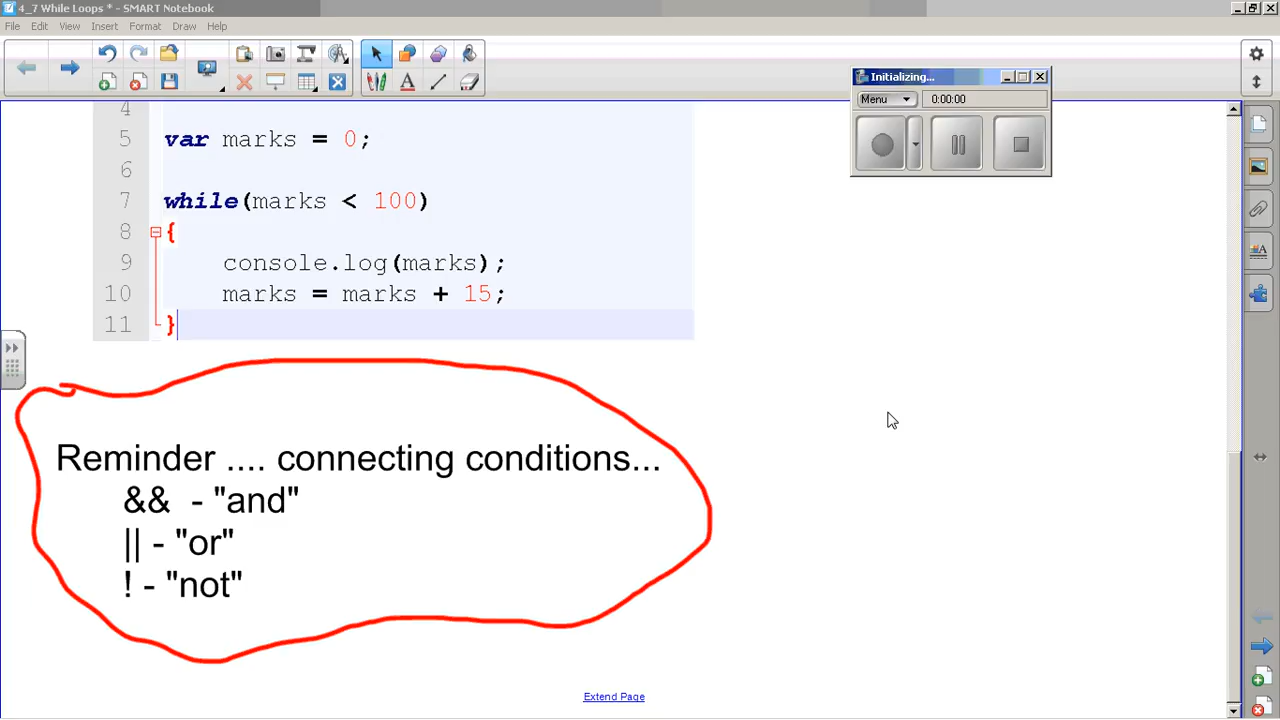 4_7 While Loops * - SMART Notebook
File Edit View Insert Format Draw Help
Initializing...
Menu 0:00:00
4
5 var marks = 0;
6
7 while(marks < 100)
8 {
9 console.log(marks);
10 marks = marks + 15;
11 }
Reminder .... connecting conditions...
&& - "and"
|| - "or"
! - "not"
Extend Page